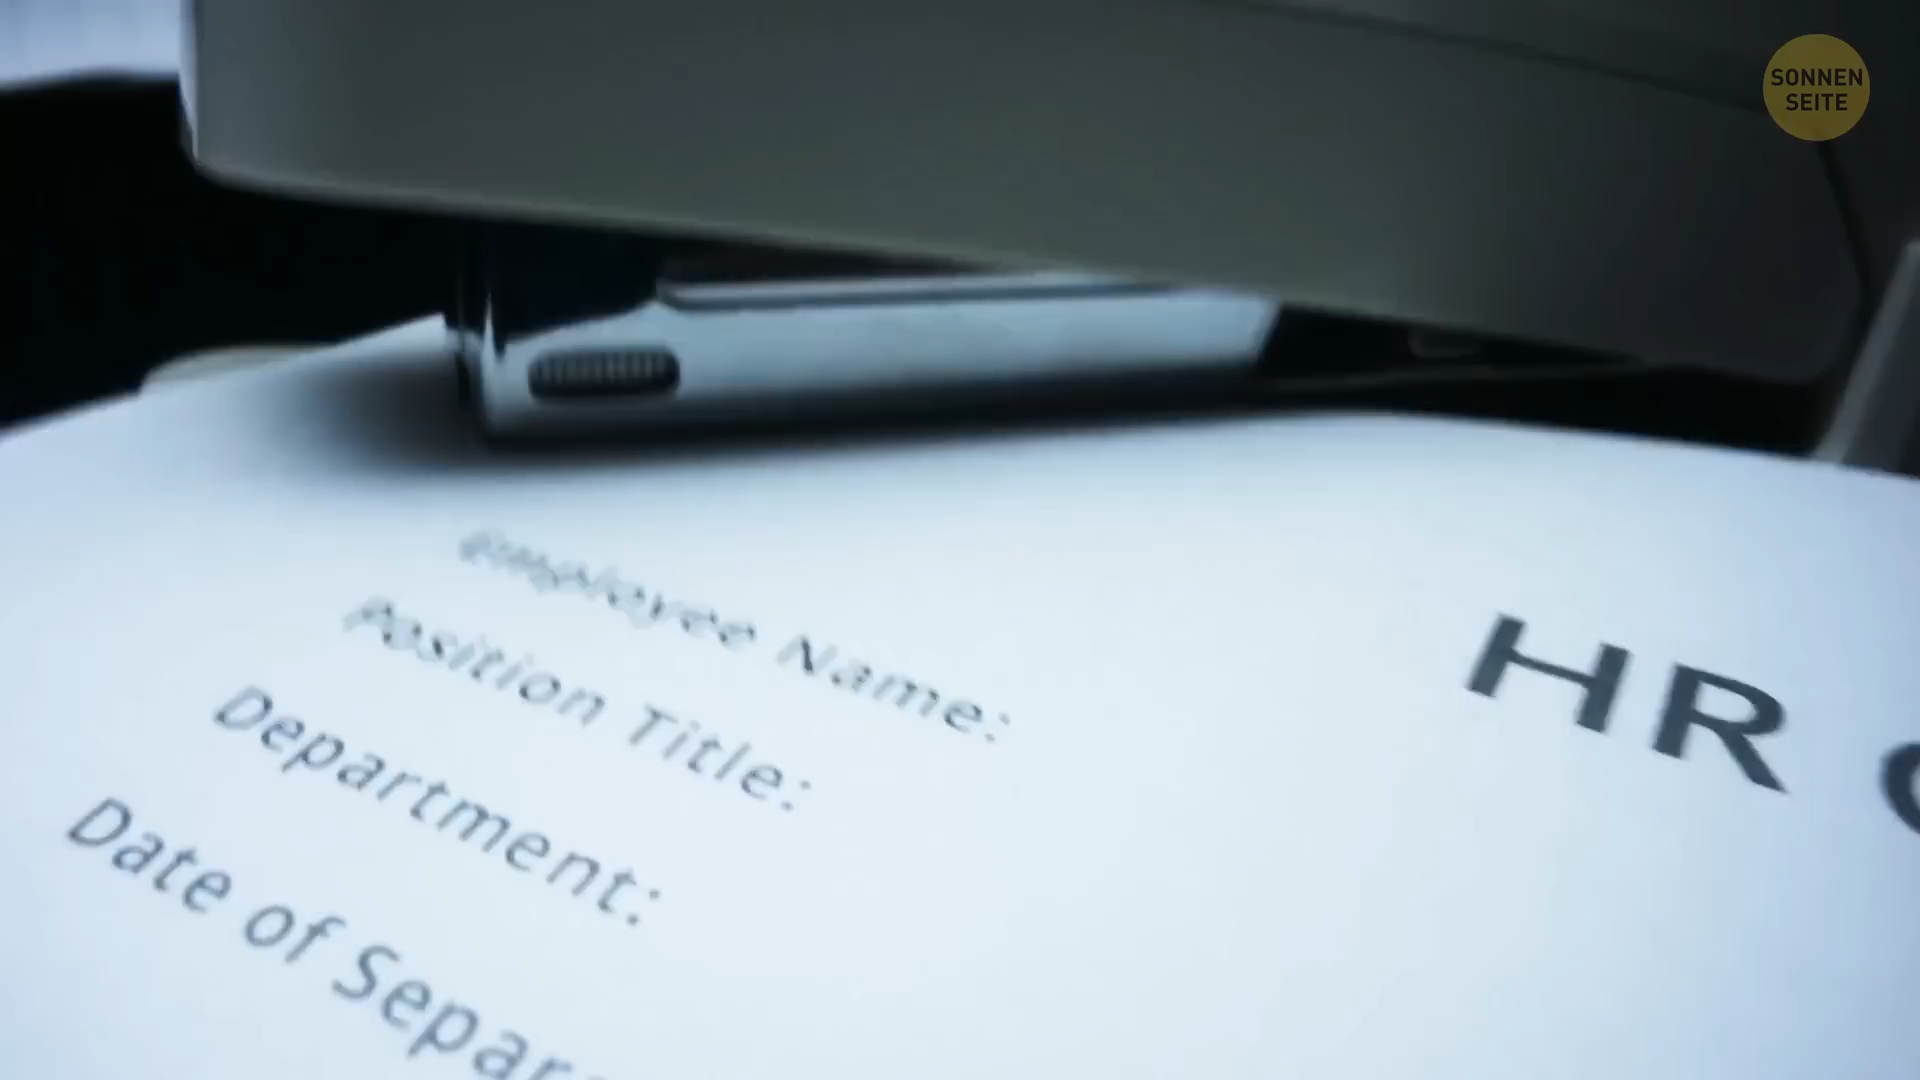 SONNEN
SEITE
Employee Name:
Position Title:
Department:
Date of Separ
HR